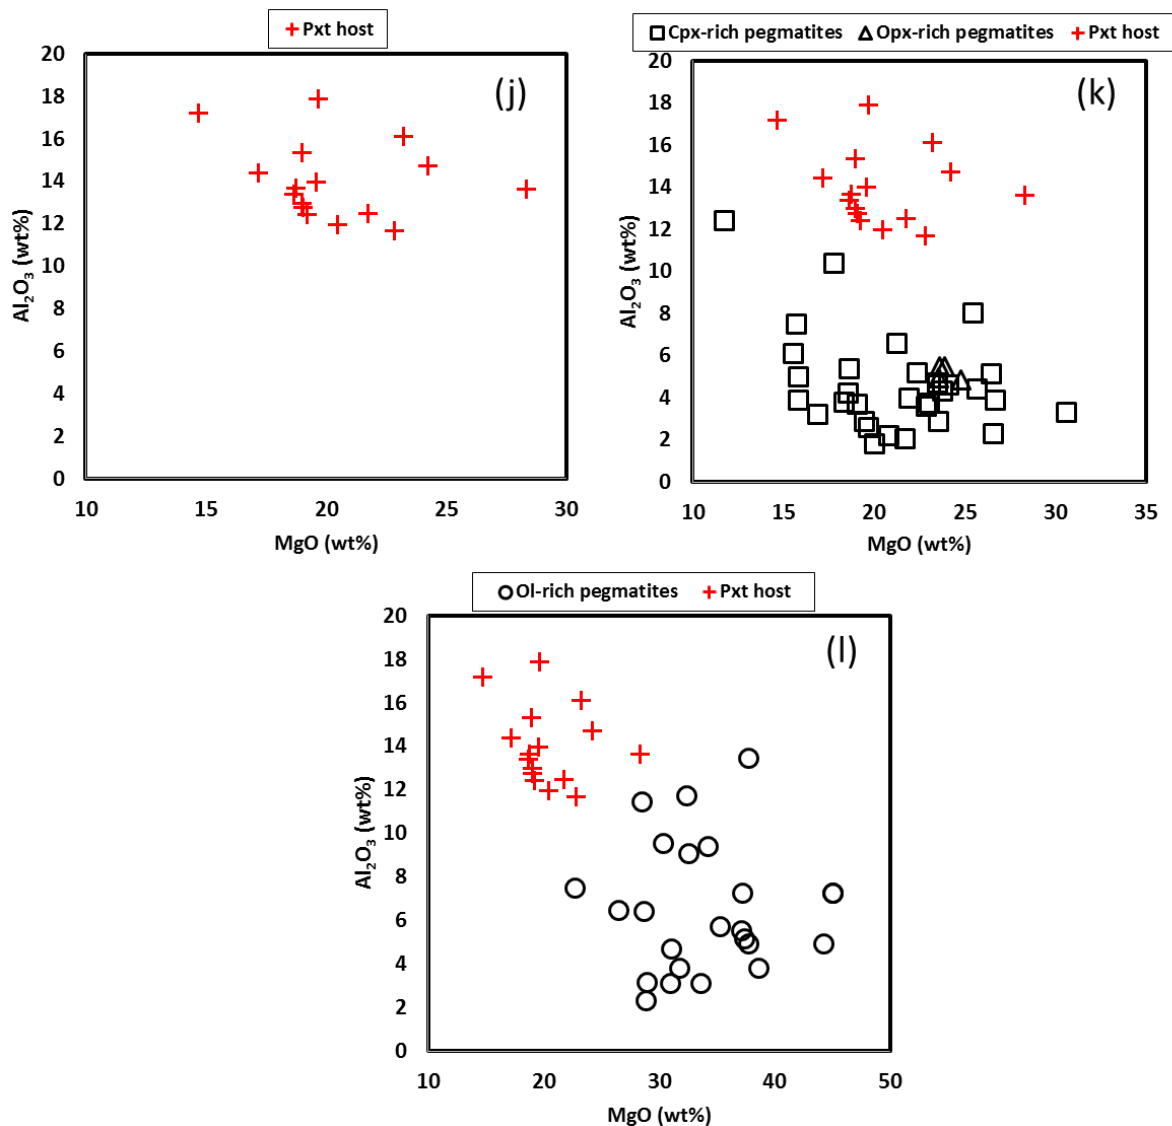 Pxt host
(j)
20
18
16
14
12
10
8
6
4
2
0
Al₂O₃ (wt%)
10 15 20 25 30
MgO (wt%)
Cpx-rich pegmatites Opx-rich pegmatites Pxt host
(k)
20
18
16
14
12
10
8
6
4
2
0
Al₂O₃ (wt%)
10 15 20 25 30 35
MgO (wt%)
Ol-rich pegmatites Pxt host
(l)
20
18
16
14
12
10
8
6
4
2
0
Al₂O₃ (wt%)
10 20 30 40 50
MgO (wt%)